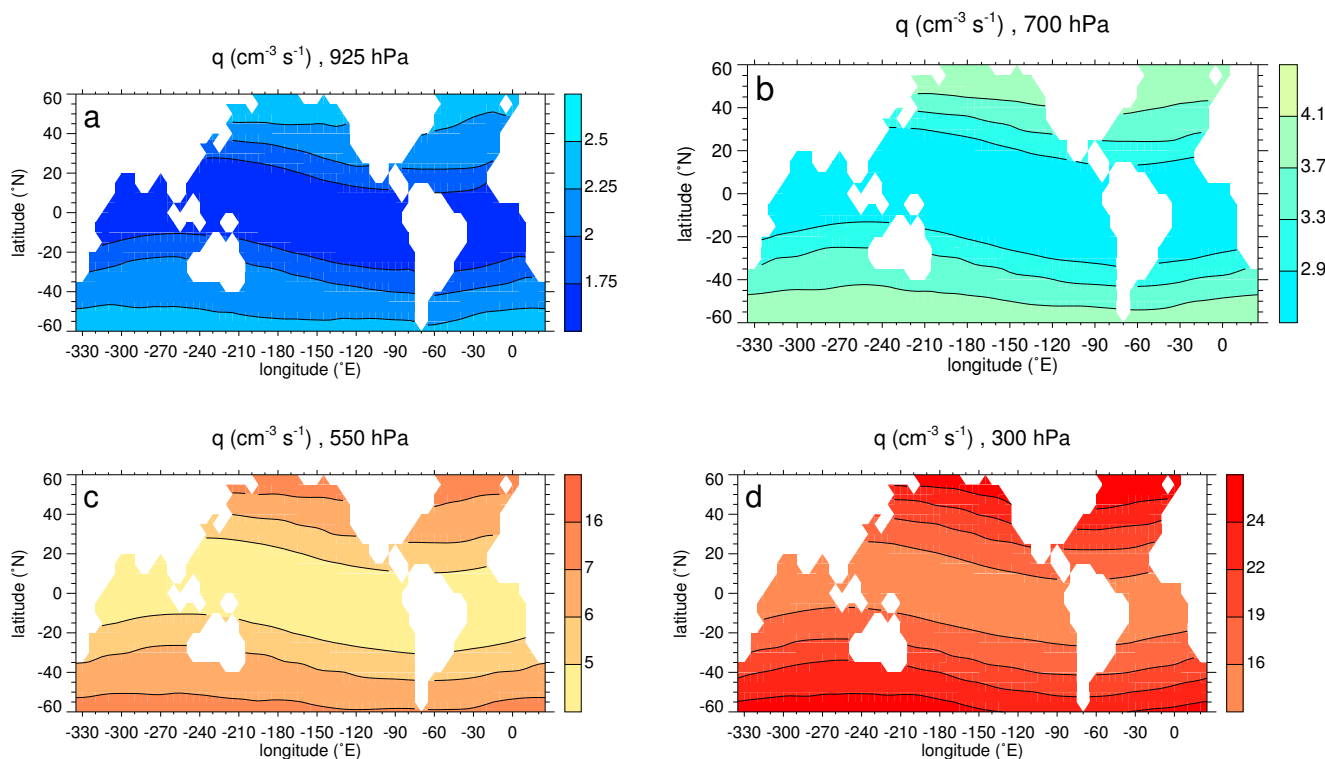 q (cm-3 s-1) , 925 hPa
a
60
40
20
0
-20
-40
-60
latitude (˚N)
-330 -300 -270 -240 -210 -180 -150 -120 -90 -60 -30 0
longitude (˚E)
2.5
2.25
2
1.75
q (cm-3 s-1) , 700 hPa
b
60
40
20
0
-20
-40
-60
latitude (˚N)
-330 -300 -270 -240 -210 -180 -150 -120 -90 -60 -30 0
longitude (˚E)
4.1
3.7
3.3
2.9
q (cm-3 s-1) , 550 hPa
c
60
40
20
0
-20
-40
-60
latitude (˚N)
-330 -300 -270 -240 -210 -180 -150 -120 -90 -60 -30 0
longitude (˚E)
16
7
6
5
q (cm-3 s-1) , 300 hPa
d
60
40
20
0
-20
-40
-60
latitude (˚N)
-330 -300 -270 -240 -210 -180 -150 -120 -90 -60 -30 0
longitude (˚E)
24
22
19
16